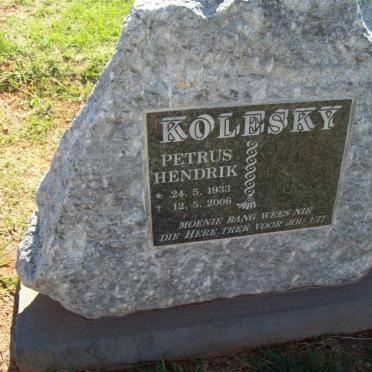 KOLESKY
PETRUS
HENDRIK
* 24. 5. 1933
+ 12. 5. 2006
MOENIE BANG WEES NIE
DIE HERE TREK VOOR JOU UIT